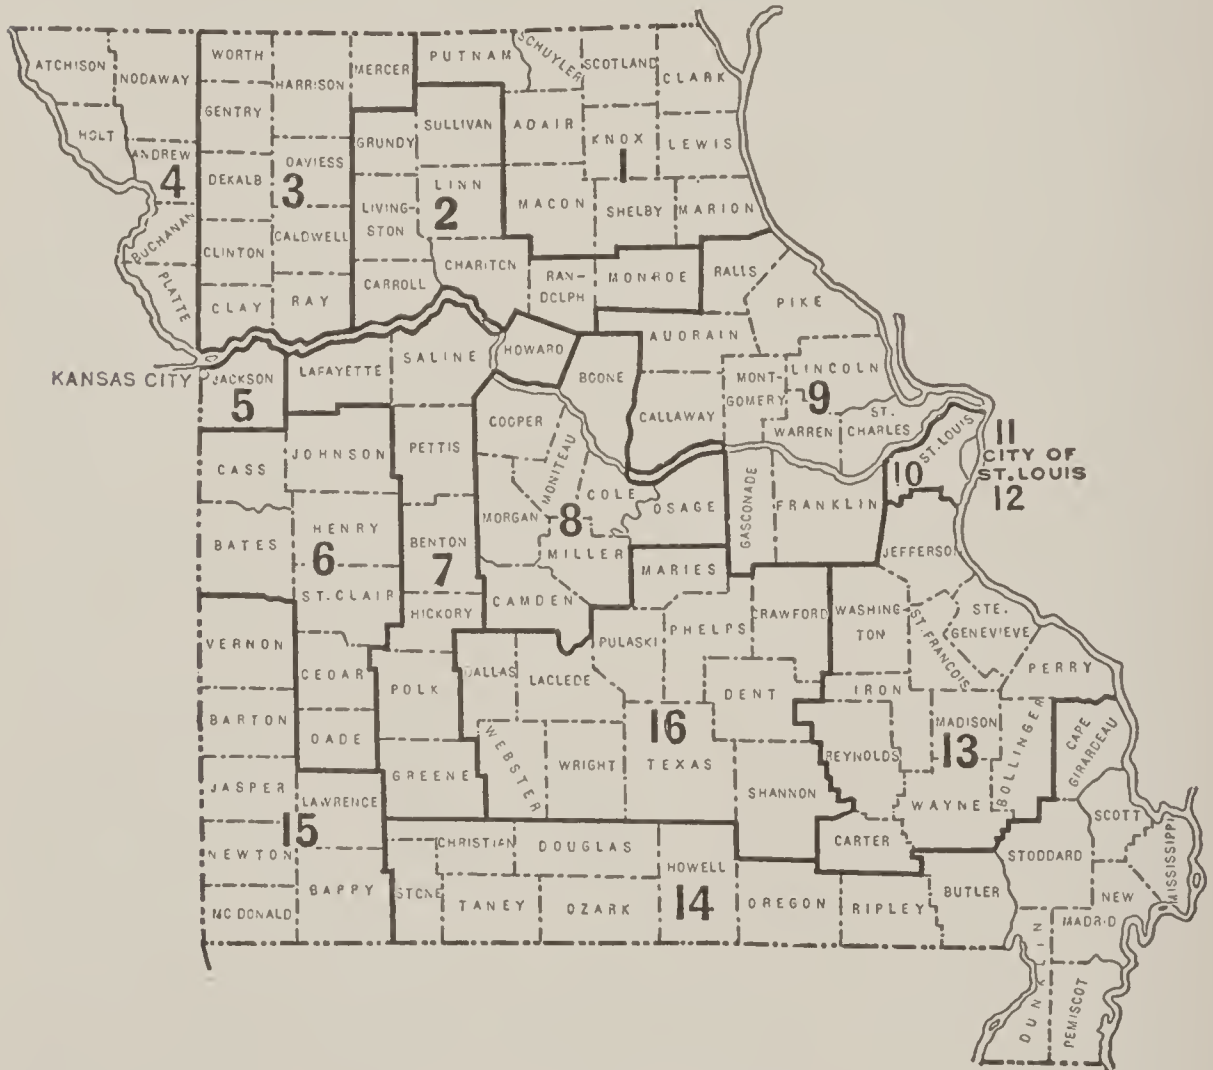 WORTH
PUTNAM
SCHUYLER
SCOTLAND
ATCHISON
NODAWAY
HARRISON
MERCER
CLARK
GENTRY
HOLT
SULLIVAN
ADAIR
GRUNDY
KNOX
LEWIS
1
ANDREW
4
DEKALB
DAVIESS
3
LINN
2
LIVING-
STON
MACON
SHELBY
MARION
BUCHANAN
CLINTON
CALDWELL
CHARITON
PLATTE
CLAY
RAY
CARROLL
RAN-
DOLPH
MONROE
RALLS
PIKE
AUDRAIN
KANSAS CITY
JACKSON
5
LAFAYETTE
SALINE
HOWARD
BOONE
MONT-
GOMERY
LINCOLN
9
CALLAWAY
WARREN
ST.
CHARLES
ST. LOUIS
10
11
CITY OF
ST. LOUIS
12
CASS
JOHNSON
PETTIS
COOPER
MONITEAU
MORGAN
COLE
8
OSAGE
GASCONADE
FRANKLIN
BATES
HENRY
6
ST. CLAIR
BENTON
7
HICKORY
MILLER
MARIES
CAMDEN
JEFFERSON
VERNON
CEDAR
POLK
DALLAS
LACLEDE
PULASKI
PHELPS
CRAWFORD
WASHING-
TON
ST. FRANCOIS
STE.
GENEVIEVE
PERRY
BARTON
DADE
DENT
IRON
MADISON
13
BOLLINGER
CAPE
GIRARDEAU
JASPER
GREENE
WEBSTER
WRIGHT
16
TEXAS
REYNOLDS
LAWRENCE
15
SHANNON
WAYNE
SCOTT
MISSISSIPPI
NEWTON
BARRY
CHRISTIAN
DOUGLAS
HOWELL
14
CARTER
STODDARD
MC DONALD
STONE
TANEY
OZARK
OREGON
RIPLEY
BUTLER
NEW
MADRID
DUNKLIN
PEMISCOT